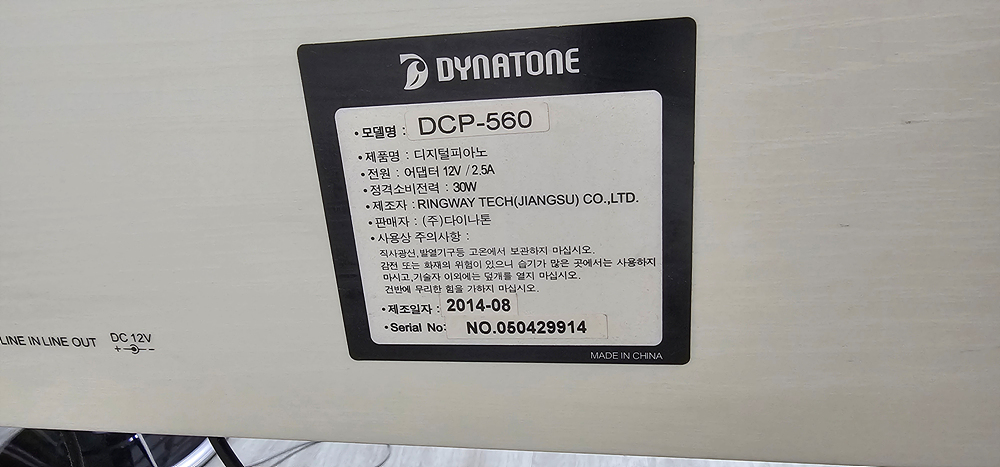 DYNATONE
• 모델명 : DCP-560
• 제품명 : 디지털피아노
• 전원 : 어댑터 12V / 2.5A
• 정격소비전력 : 30W
• 제조자 : RINGWAY TECH(JIANGSU) CO.,LTD.
• 판매자 : (주)다이나톤
• 사용상 주의사항 :
직사광선,발열기구등 고온에서 보관하지 마십시오.
감전 또는 화재의 위험이 있으니 습기가 많은 곳에서는 사용하지
마시고,기술자 이외에는 덮개를 열지 마십시오.
건반에 무리한 힘을 가하지 마십시오.
• 제조일자 : 2014-08
• Serial No: NO.050429914
MADE IN CHINA
LINE IN LINE OUT DC 12V